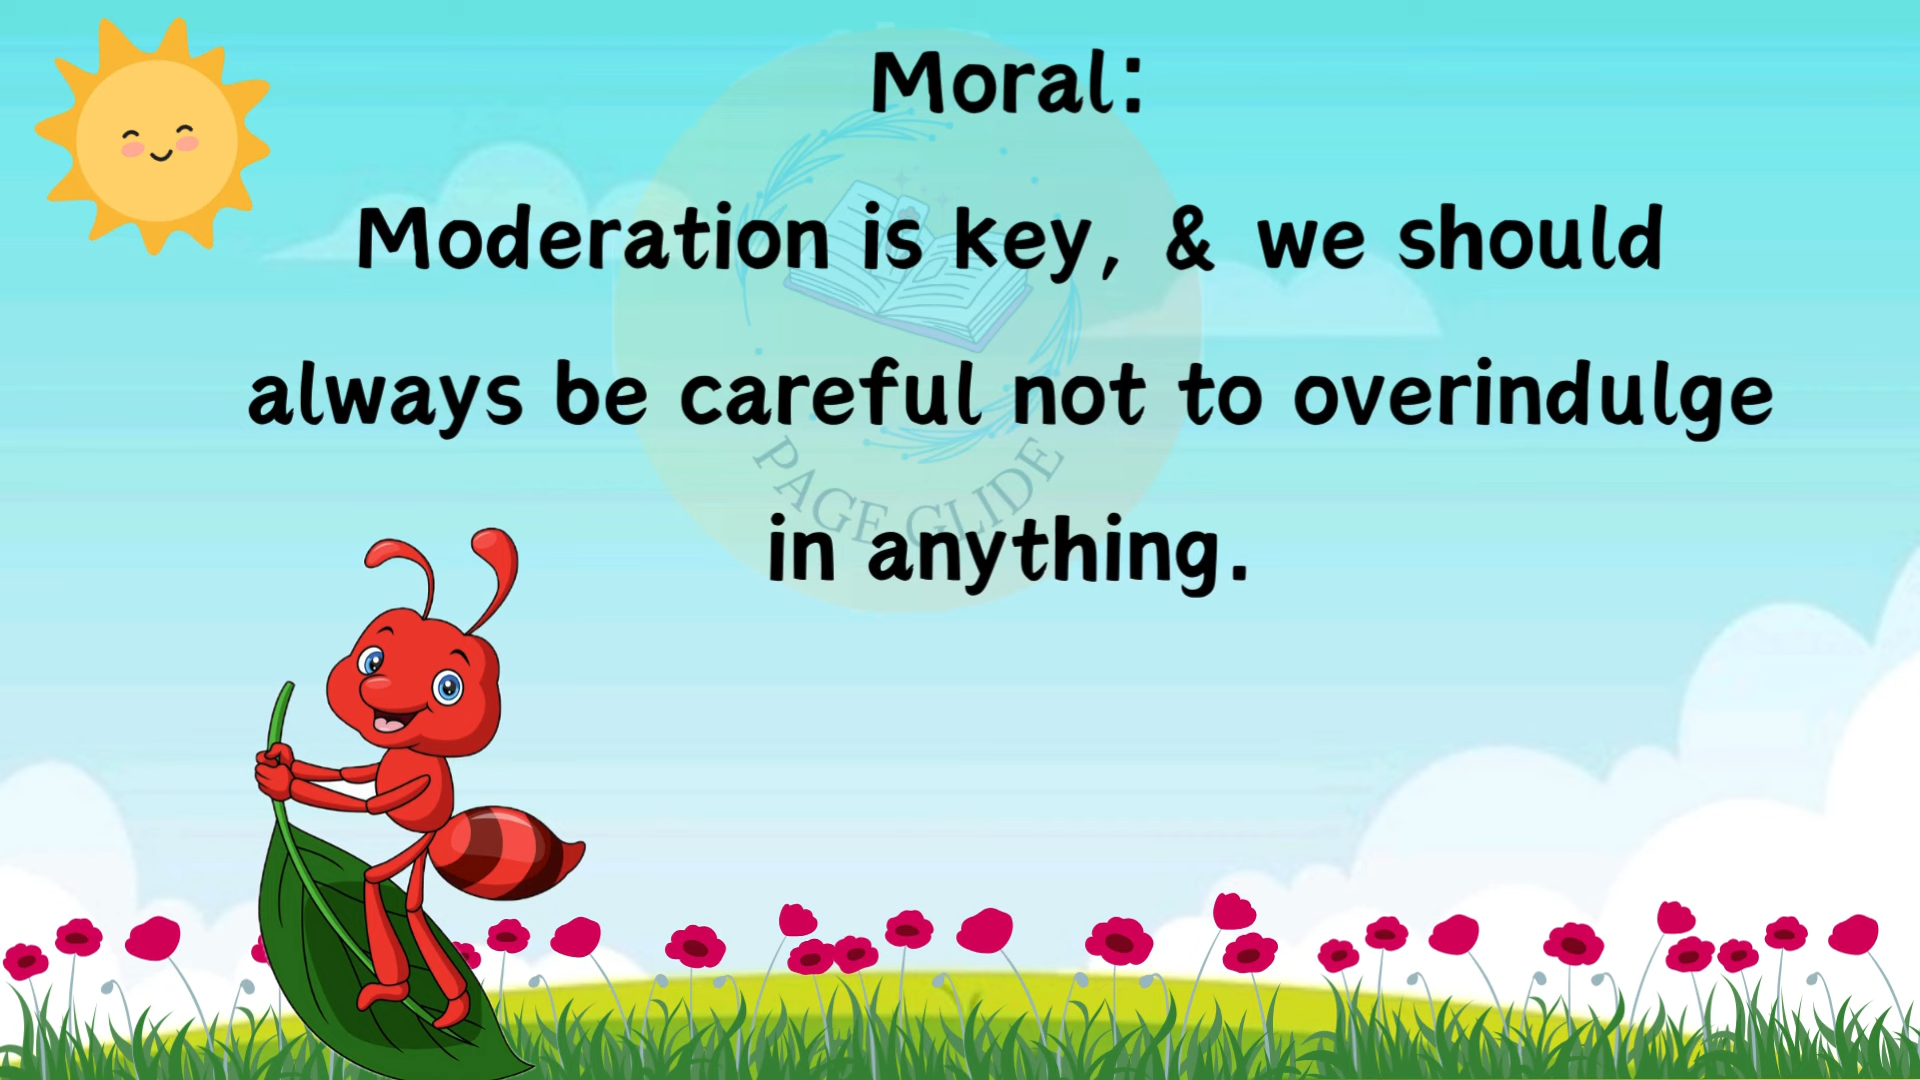 Moral:
Moderation is key, & we should
always be careful not to overindulge
in anything.
PAGE GLIDE